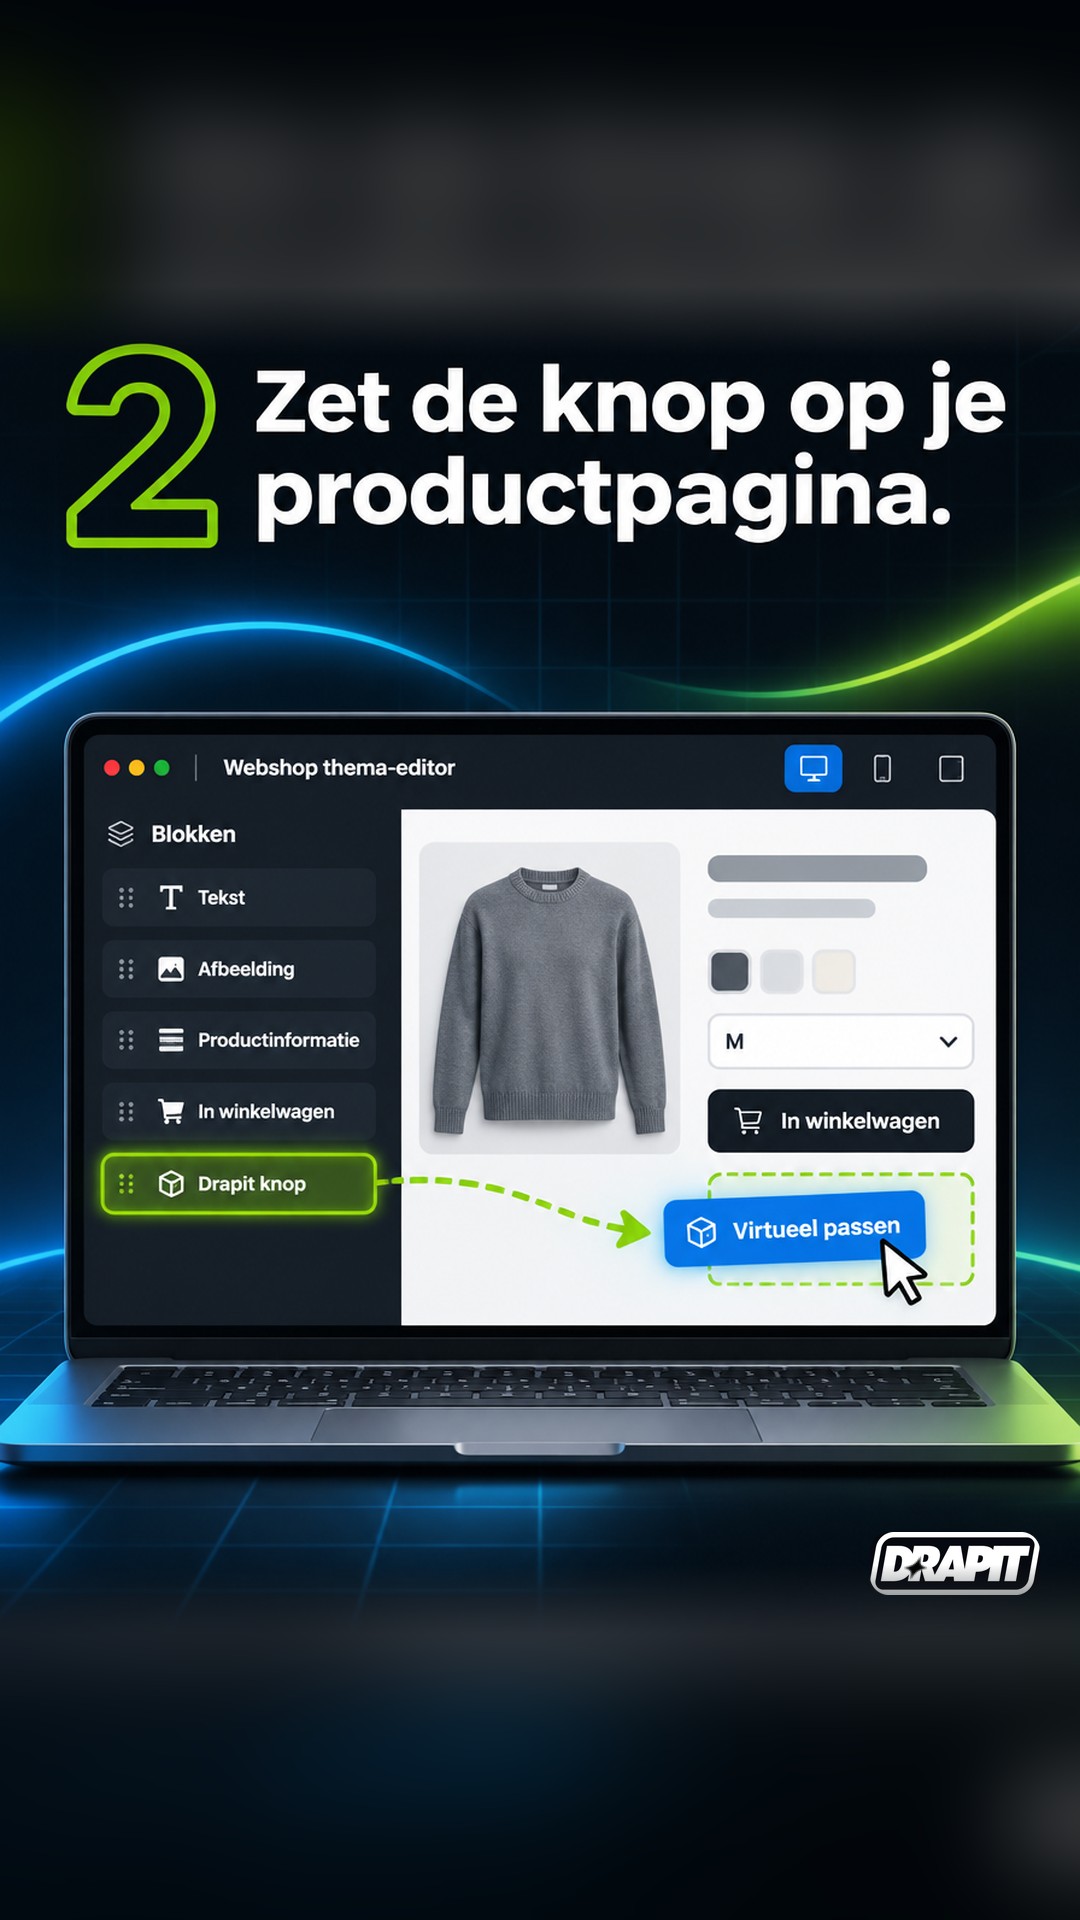 2
Zet de knop op je
productpagina.
Webshop thema-editor
Blokken
Tekst
Afbeelding
Productinformatie
In winkelwagen
Drapit knop
M
In winkelwagen
Virtueel passen
DRAPIT